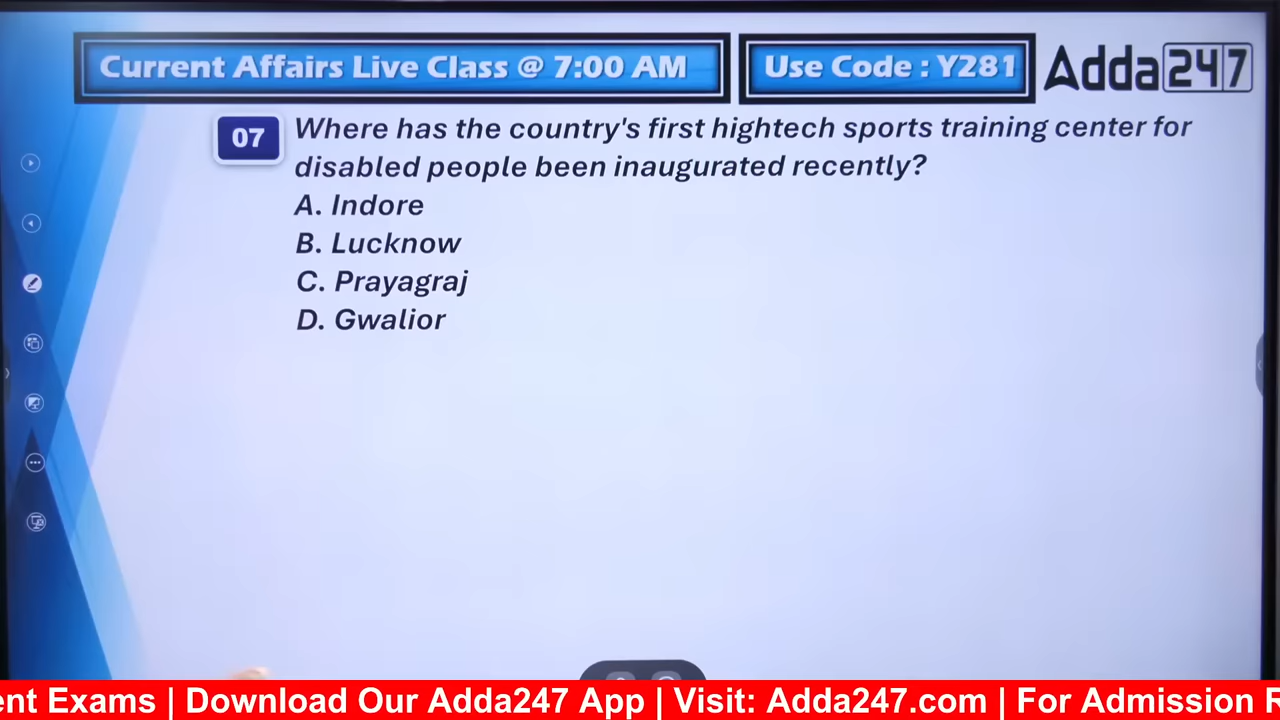 Current Affairs Live Class @ 7:00 AM
Use Code : Y281
Adda247
07
Where has the country's first hightech sports training center for
disabled people been inaugurated recently?
A. Indore
B. Lucknow
C. Prayagraj
D. Gwalior
ent Exams | Download Our Adda247 App | Visit: Adda247.com | For Admission R